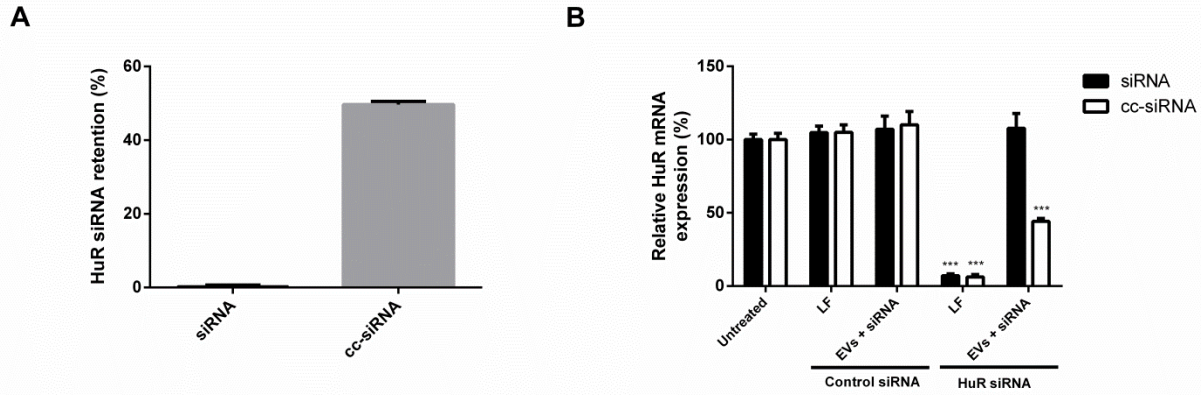 A
HuR siRNA retention (%)
60
40
20
0
siRNA
cc-siRNA
B
Relative HuR mRNA
expression (%)
150
100
50
0
***
***
***
Untreated
LF
EVs + siRNA
LF
EVs + siRNA
Control siRNA
HuR siRNA
siRNA
cc-siRNA